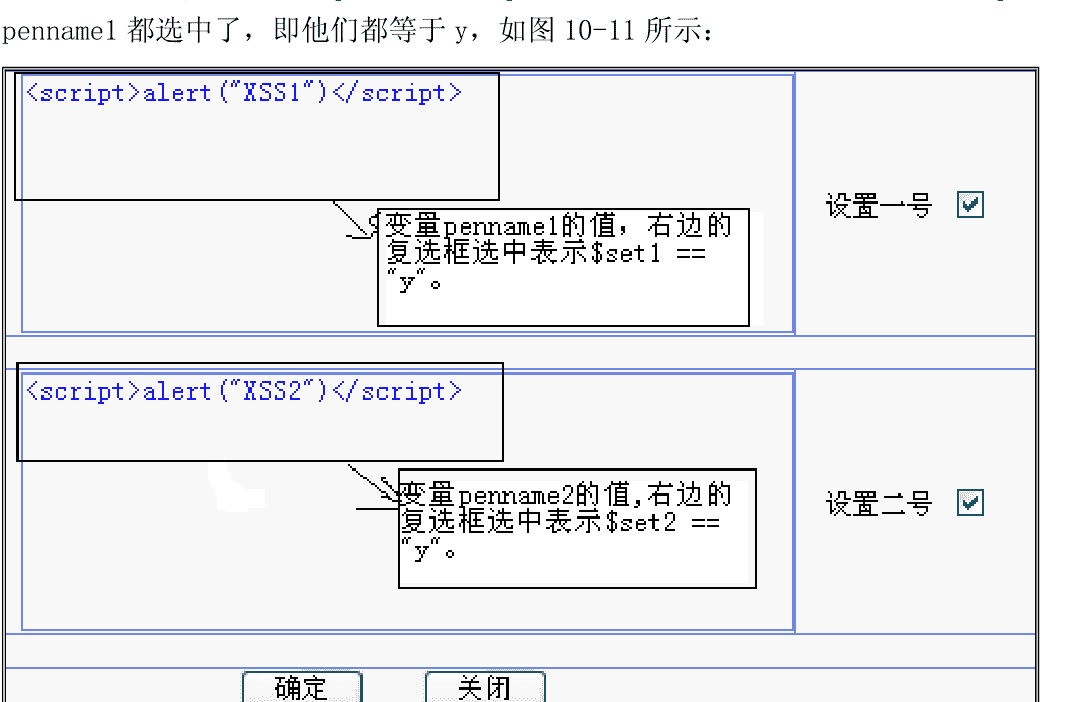 penname1 都选中了，即他们都等于 y，如图 10-11 所示：
<script>alert("XSS1")</script>
设置一号
变量penname1的值，右边的
复选框选中表示$set1 ==
"y"。
<script>alert("XSS2")</script>
变量penname2的值,右边的
复选框选中表示$set2 ==
"y"。
设置二号
确定 关闭